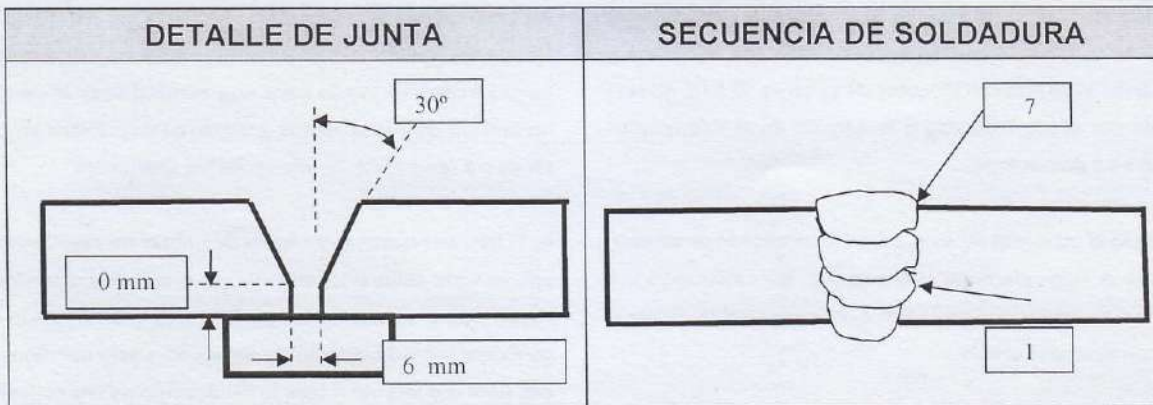 DETALLE DE JUNTA
SECUENCIA DE SOLDADURA
30º
7
0 mm
6 mm
1